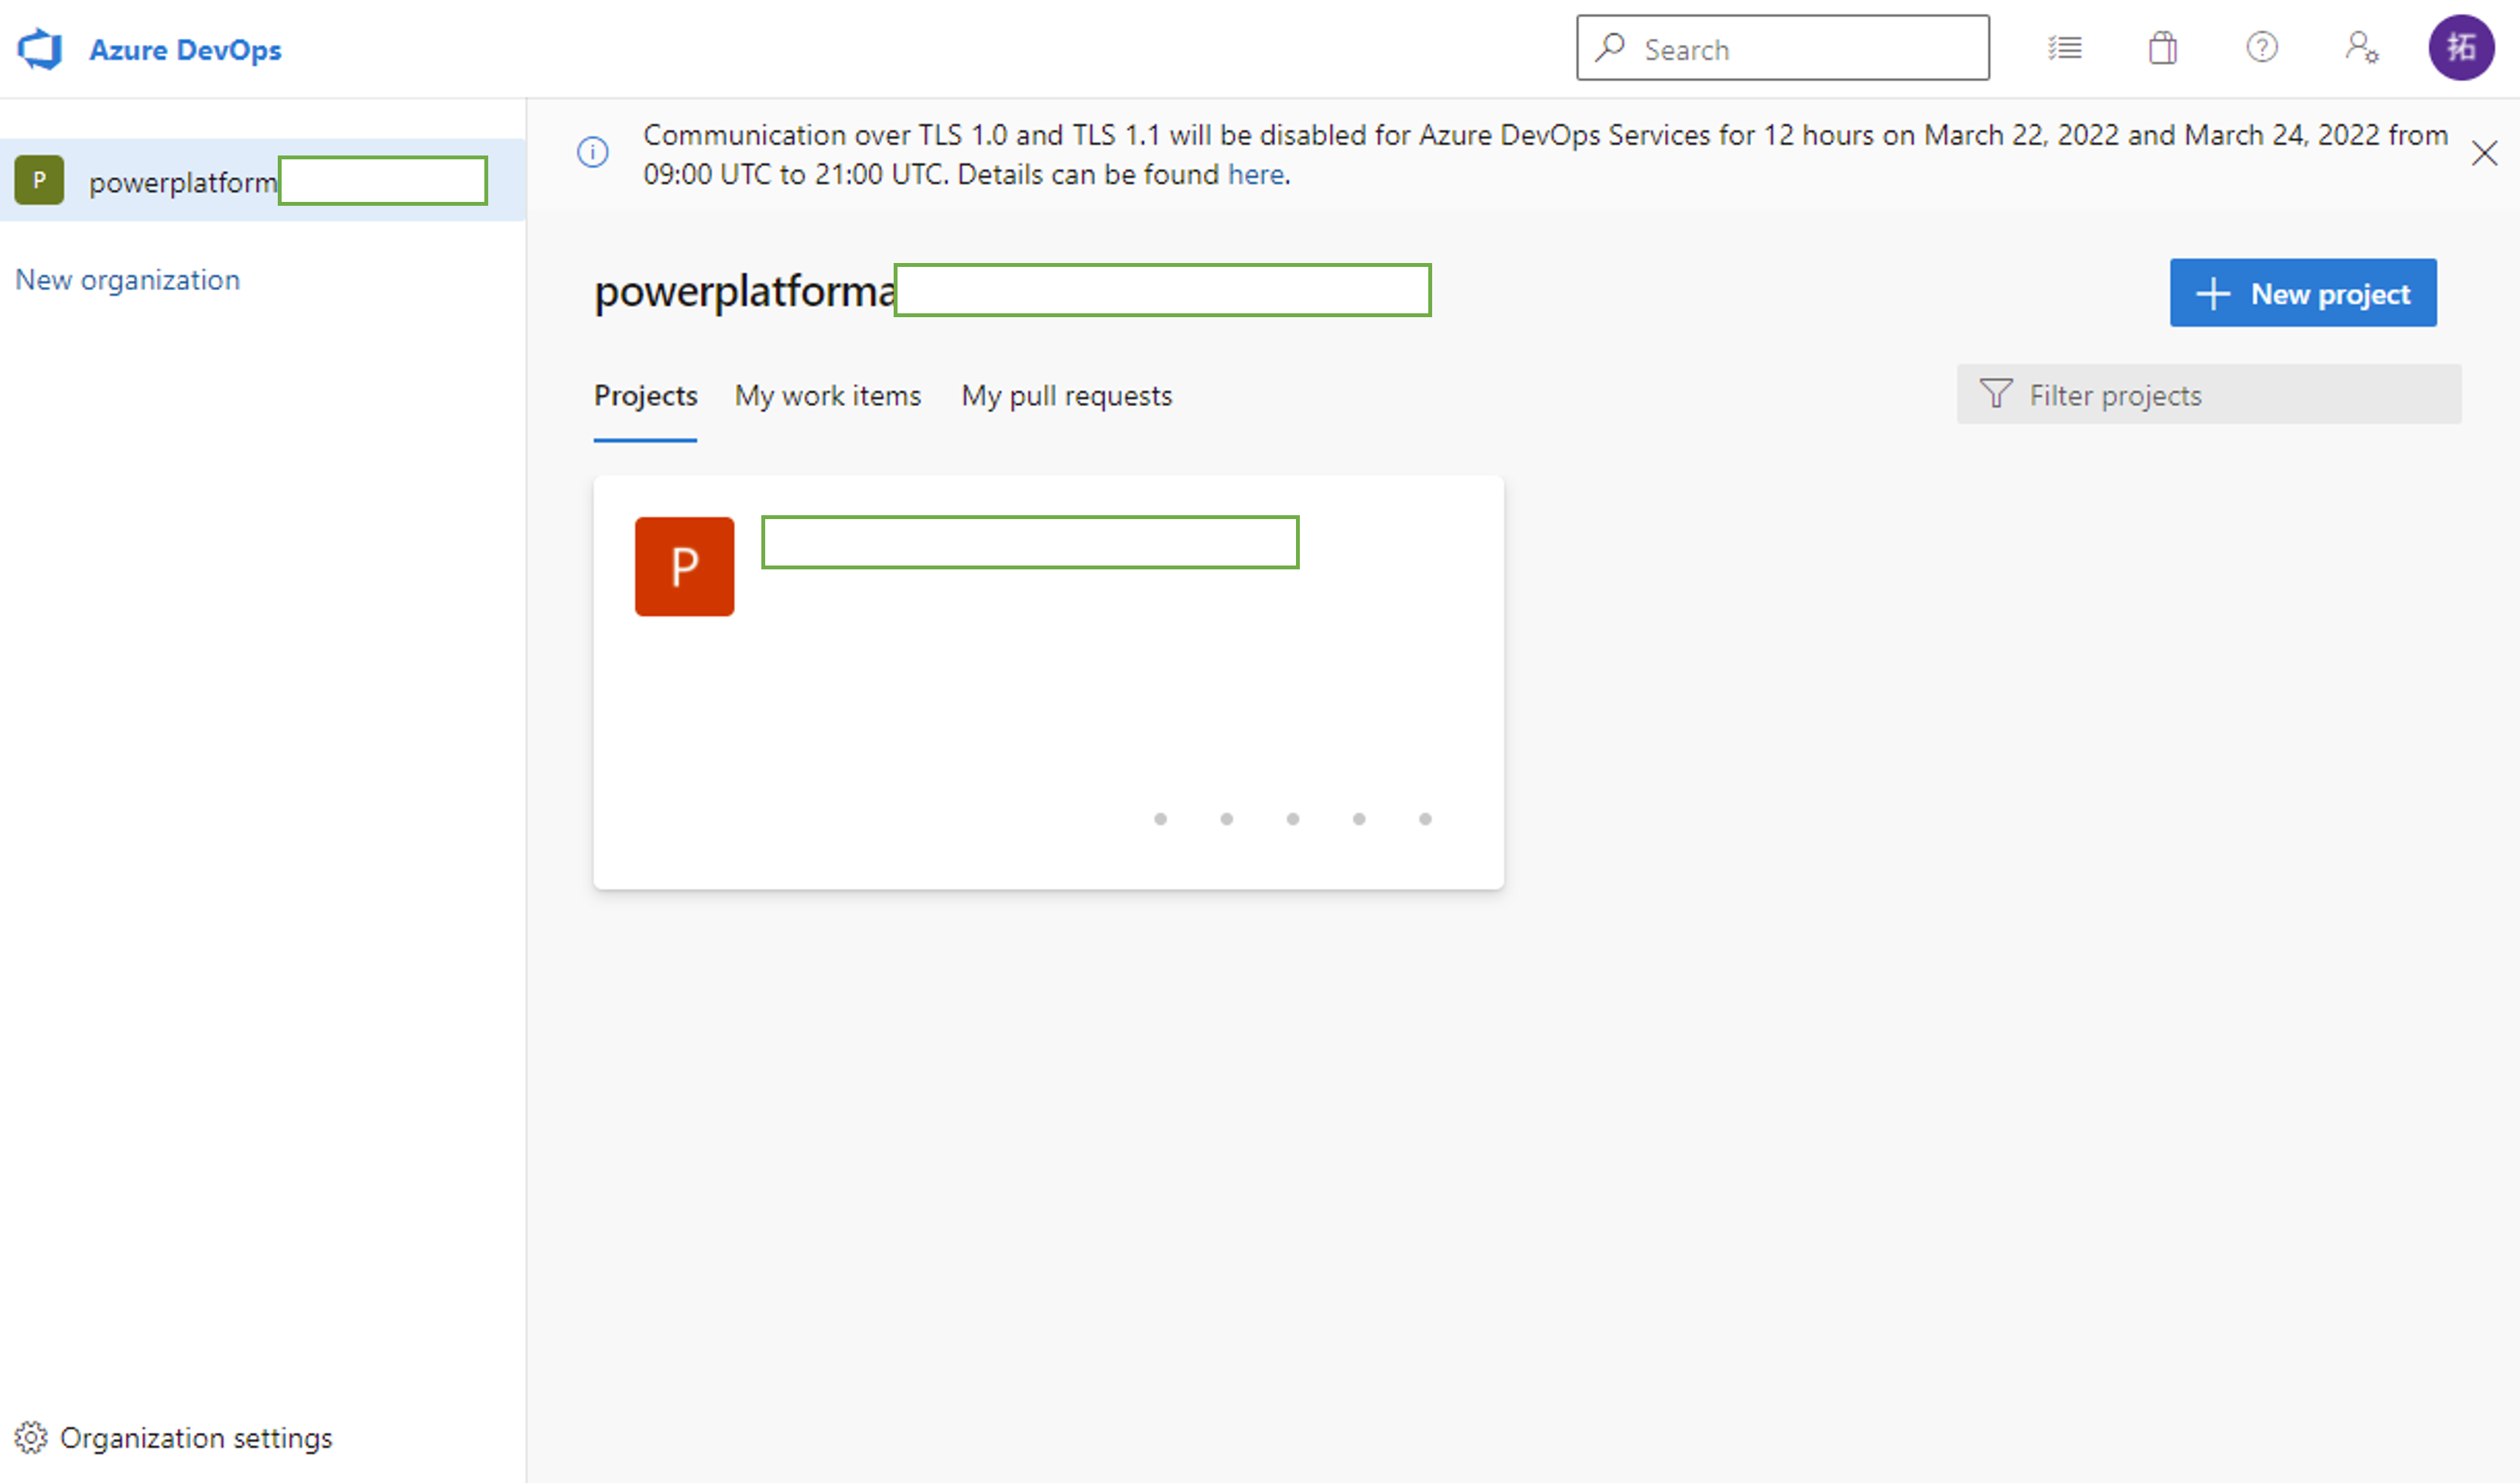 Azure DevOps
Search
拓
P
powerplatform
New organization
Communication over TLS 1.0 and TLS 1.1 will be disabled for Azure DevOps Services for 12 hours on March 22, 2022 and March 24, 2022 from
09:00 UTC to 21:00 UTC. Details can be found here.
powerplatforma
New project
Projects
My work items
My pull requests
Filter projects
P
Organization settings